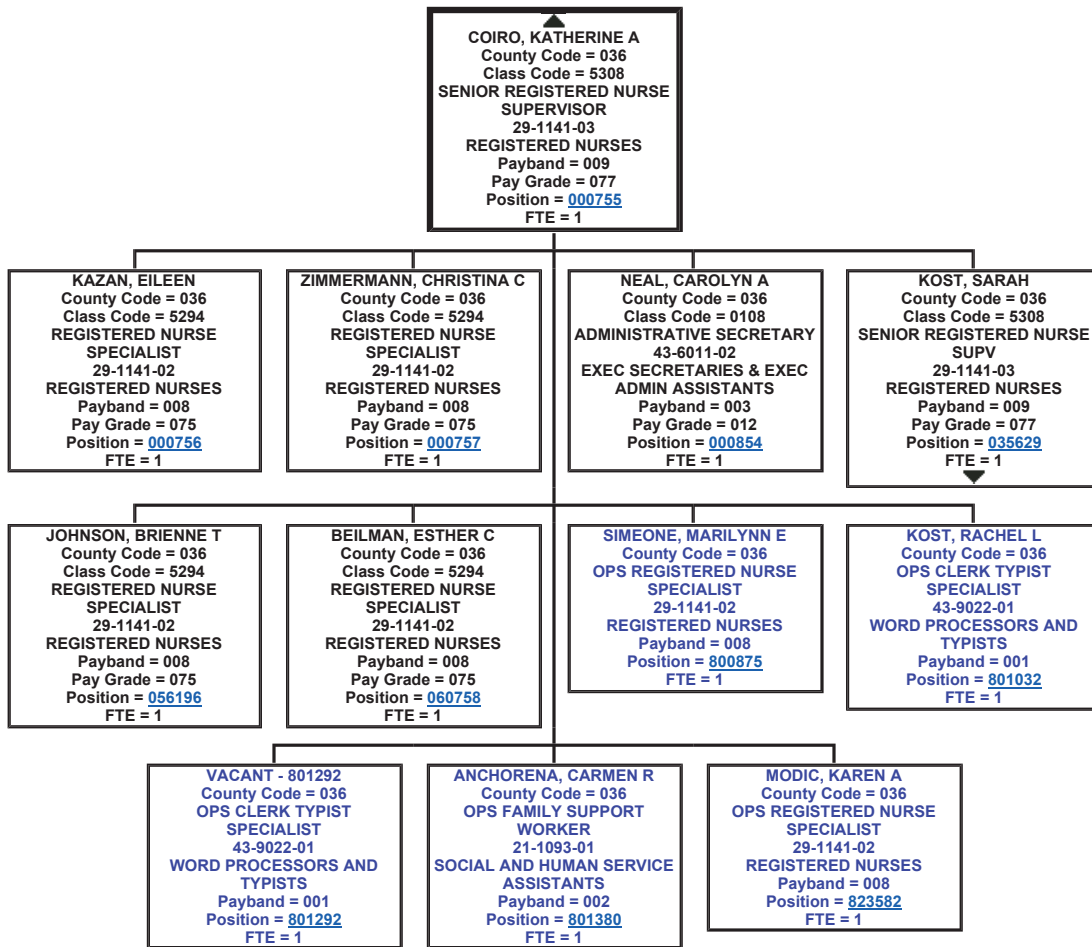 COIRO, KATHERINE A
County Code = 036
Class Code = 5308
SENIOR REGISTERED NURSE
SUPERVISOR
29-1141-03
REGISTERED NURSES
Payband = 009
Pay Grade = 077
Position = 000755
FTE = 1
KAZAN, EILEEN
County Code = 036
Class Code = 5294
REGISTERED NURSE
SPECIALIST
29-1141-02
REGISTERED NURSES
Payband = 008
Pay Grade = 075
Position = 000756
FTE = 1
ZIMMERMANN, CHRISTINA C
County Code = 036
Class Code = 5294
REGISTERED NURSE
SPECIALIST
29-1141-02
REGISTERED NURSES
Payband = 008
Pay Grade = 075
Position = 000757
FTE = 1
NEAL, CAROLYN A
County Code = 036
Class Code = 0108
ADMINISTRATIVE SECRETARY
43-6011-02
EXEC SECRETARIES & EXEC
ADMIN ASSISTANTS
Payband = 003
Pay Grade = 012
Position = 000854
FTE = 1
KOST, SARAH
County Code = 036
Class Code = 5308
SENIOR REGISTERED NURSE
SUPV
29-1141-03
REGISTERED NURSES
Payband = 009
Pay Grade = 077
Position = 035629
FTE = 1
JOHNSON, BRIENNE T
County Code = 036
Class Code = 5294
REGISTERED NURSE
SPECIALIST
29-1141-02
REGISTERED NURSES
Payband = 008
Pay Grade = 075
Position = 056196
FTE = 1
BEILMAN, ESTHER C
County Code = 036
Class Code = 5294
REGISTERED NURSE
SPECIALIST
29-1141-02
REGISTERED NURSES
Payband = 008
Pay Grade = 075
Position = 060758
FTE = 1
SIMEONE, MARILYNN E
County Code = 036
OPS REGISTERED NURSE
SPECIALIST
29-1141-02
REGISTERED NURSES
Payband = 008
Position = 800875
FTE = 1
KOST, RACHEL L
County Code = 036
OPS CLERK TYPIST
SPECIALIST
43-9022-01
WORD PROCESSORS AND
TYPISTS
Payband = 001
Position = 801032
FTE = 1
VACANT - 801292
County Code = 036
OPS CLERK TYPIST
SPECIALIST
43-9022-01
WORD PROCESSORS AND
TYPISTS
Payband = 001
Position = 801292
FTE = 1
ANCHORENA, CARMEN R
County Code = 036
OPS FAMILY SUPPORT
WORKER
21-1093-01
SOCIAL AND HUMAN SERVICE
ASSISTANTS
Payband = 002
Position = 801380
FTE = 1
MODIC, KAREN A
County Code = 036
OPS REGISTERED NURSE
SPECIALIST
29-1141-02
REGISTERED NURSES
Payband = 008
Position = 823582
FTE = 1